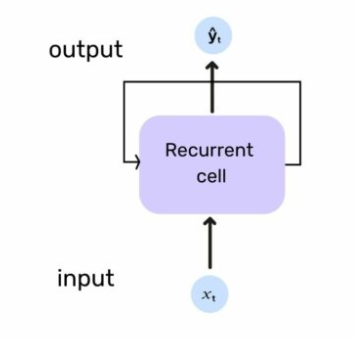 output
ŷₜ
Recurrent
cell
input
xₜ